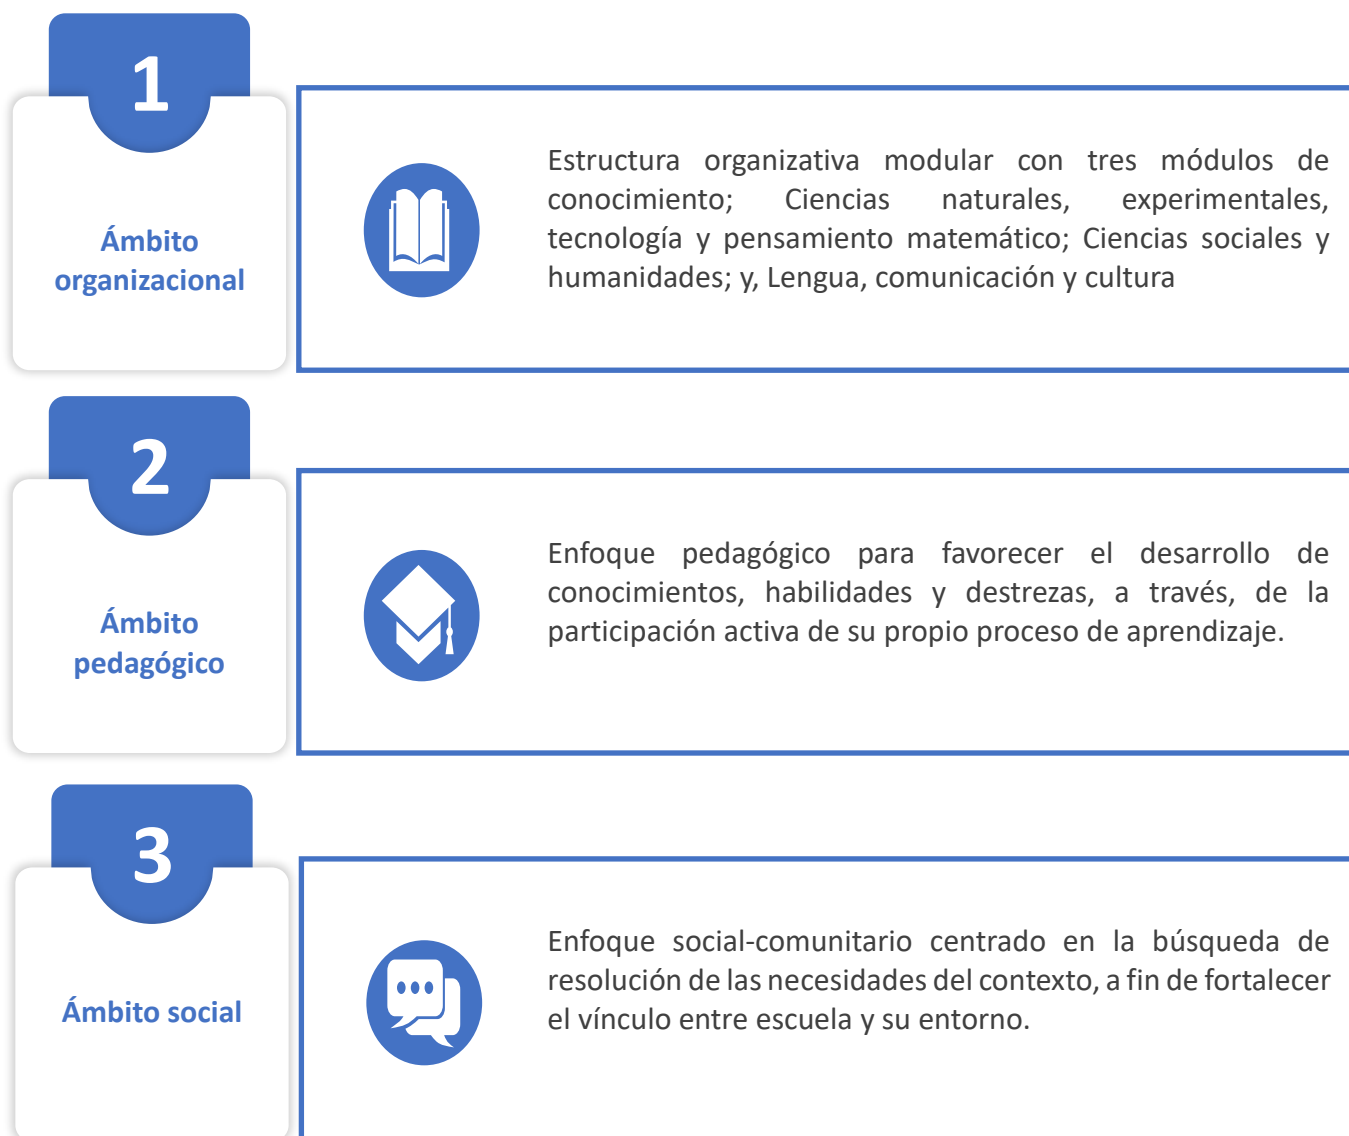 1
Ámbito
organizacional
Estructura organizativa modular con tres módulos de
conocimiento; Ciencias naturales, experimentales,
tecnología y pensamiento matemático; Ciencias sociales y
humanidades; y, Lengua, comunicación y cultura
2
Ámbito
pedagógico
Enfoque pedagógico para favorecer el desarrollo de
conocimientos, habilidades y destrezas, a través, de la
participación activa de su propio proceso de aprendizaje.
3
Ámbito social
Enfoque social-comunitario centrado en la búsqueda de
resolución de las necesidades del contexto, a fin de fortalecer
el vínculo entre escuela y su entorno.